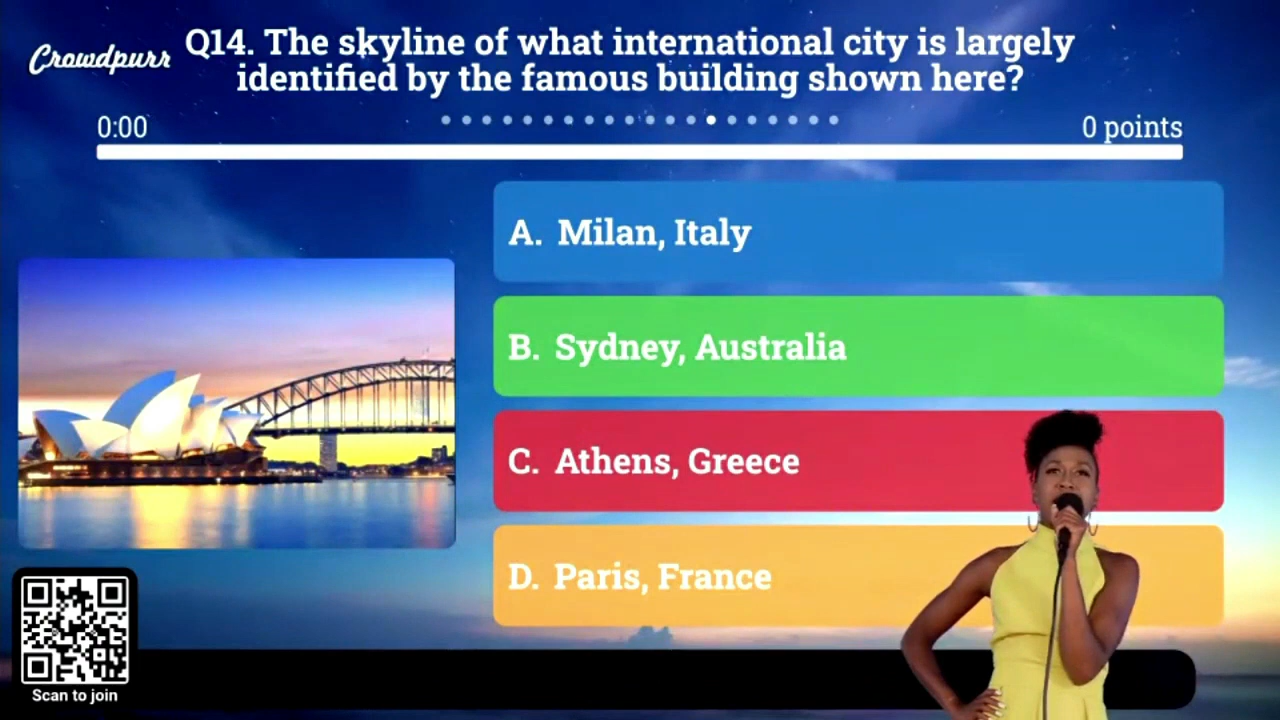 Crowdpurr
Q14. The skyline of what international city is largely
identified by the famous building shown here?
0:00
0 points
A. Milan, Italy
B. Sydney, Australia
C. Athens, Greece
D. Paris, France
Scan to join